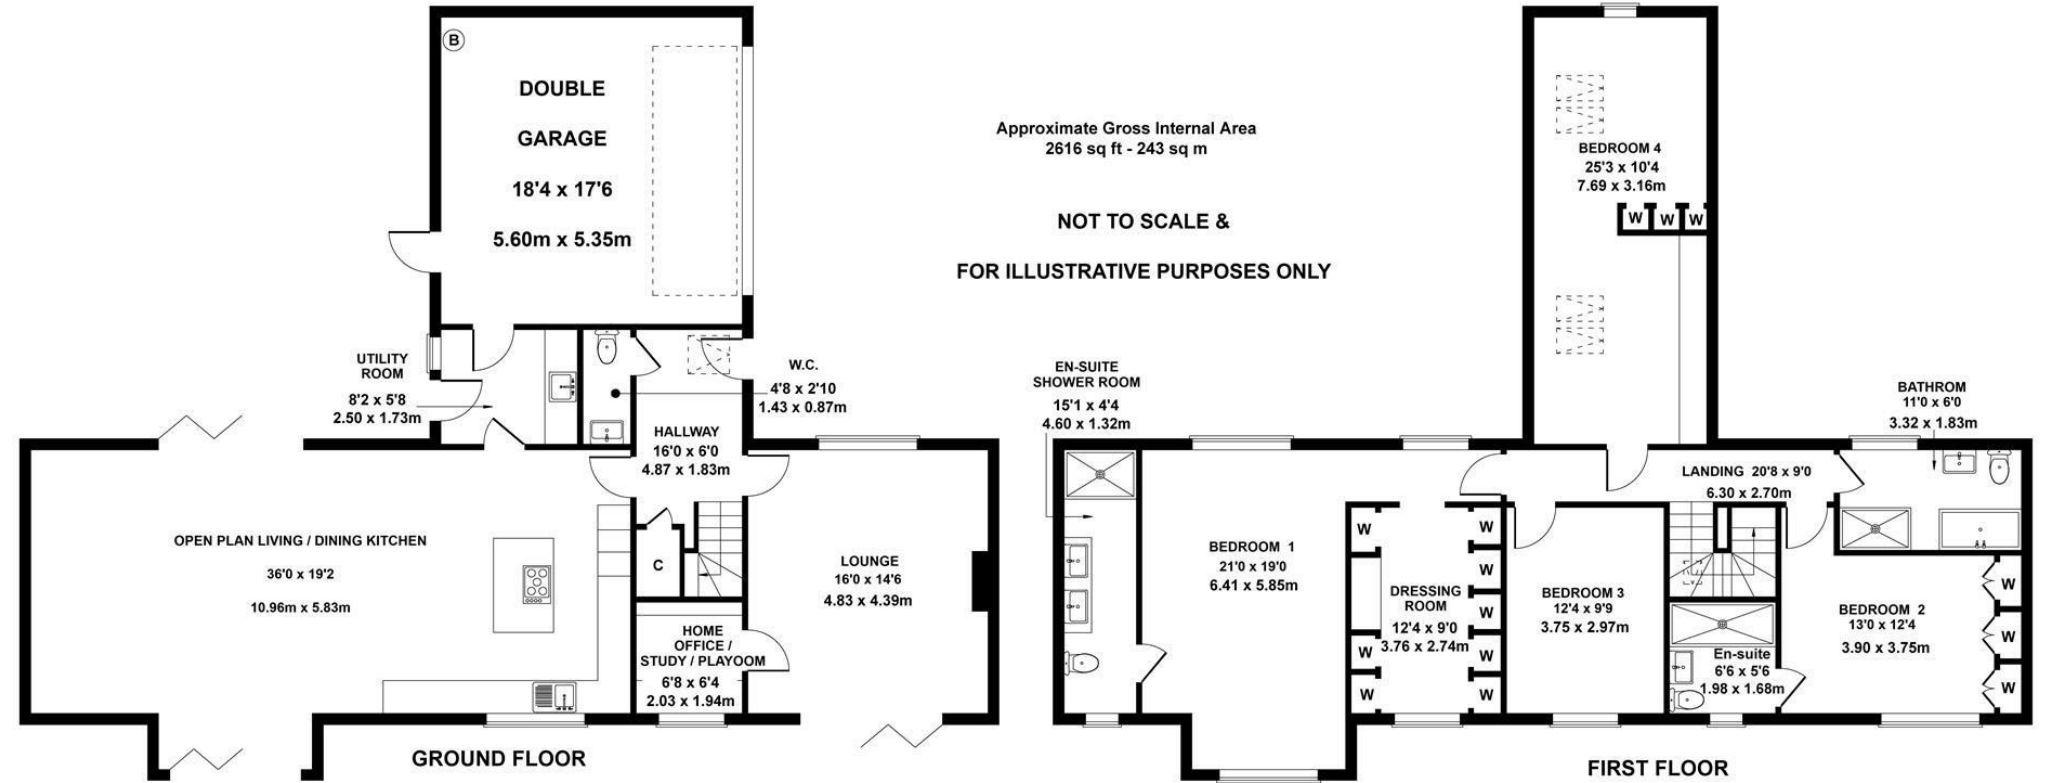 B
DOUBLE
GARAGE
18'4 x 17'6
5.60m x 5.35m
UTILITY
ROOM
8'2 x 5'8
2.50 x 1.73m
W.C.
4'8 x 2'10
1.43 x 0.87m
HALLWAY
16'0 x 6'0
4.87 x 1.83m
OPEN PLAN LIVING / DINING KITCHEN
36'0 x 19'2
10.96m x 5.83m
C
LOUNGE
16'0 x 14'6
4.83 x 4.39m
HOME
OFFICE /
STUDY / PLAYOOM
6'8 x 6'4
2.03 x 1.94m
GROUND FLOOR
Approximate Gross Internal Area
2616 sq ft - 243 sq m
NOT TO SCALE &
FOR ILLUSTRATIVE PURPOSES ONLY
BEDROOM 4
25'3 x 10'4
7.69 x 3.16m
W W W
EN-SUITE
SHOWER ROOM
15'1 x 4'4
4.60 x 1.32m
BATHROM
11'0 x 6'0
3.32 x 1.83m
LANDING 20'8 x 9'0
6.30 x 2.70m
BEDROOM 1
21'0 x 19'0
6.41 x 5.85m
W
W
W
DRESSING
ROOM
12'4 x 9'0
3.76 x 2.74m
W
W
W
W
W
BEDROOM 3
12'4 x 9'9
3.75 x 2.97m
En-suite
6'6 x 5'6
1.98 x 1.68m
BEDROOM 2
13'0 x 12'4
3.90 x 3.75m
W
W
W
FIRST FLOOR